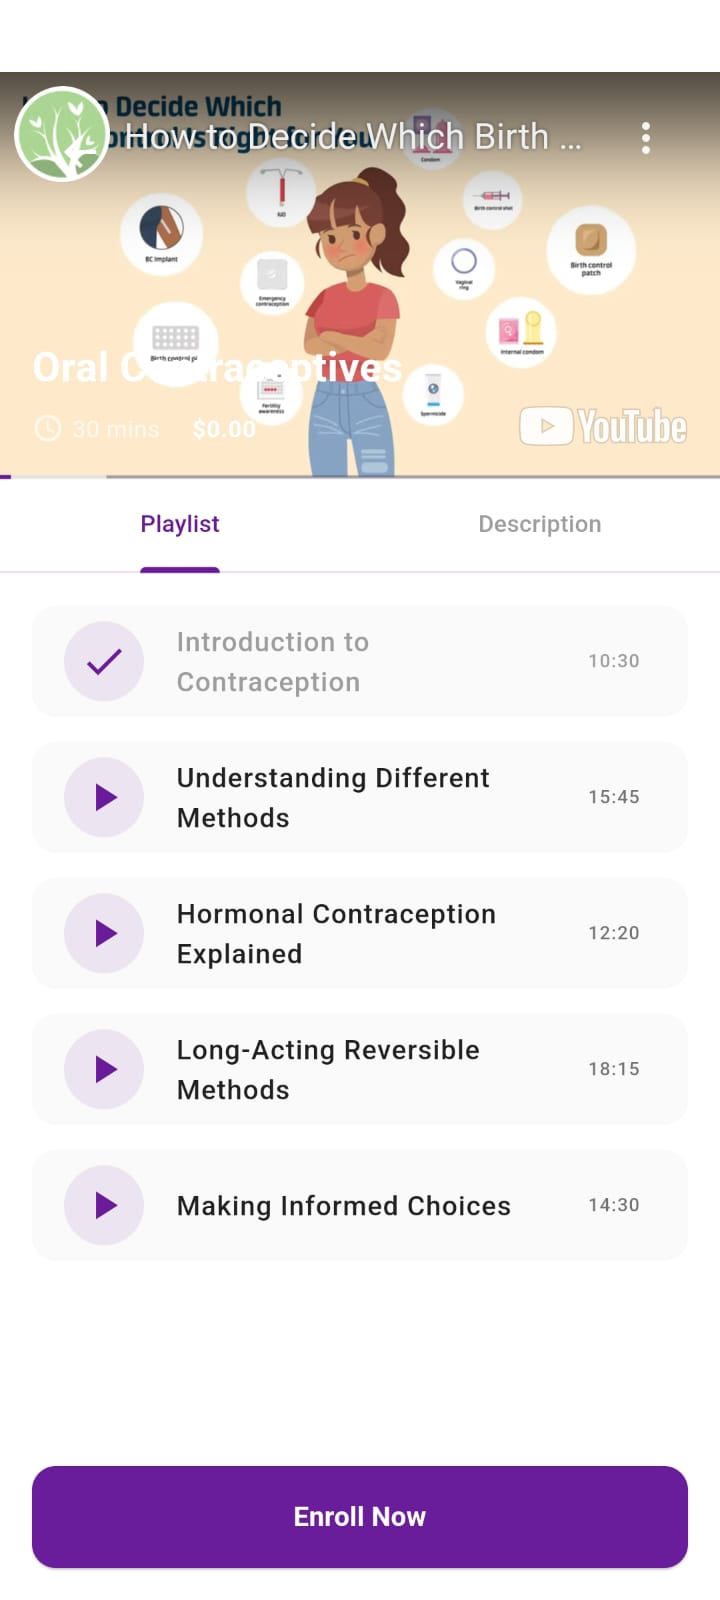 Decide Which
How to Decide Which Birth ...
Condom
IUD
Birth control shot
BC Implant
Birth control
patch
Vaginal
ring
Emergency
contraception
Internal condom
Birth control pi
Oral Contraceptives
Fertility
awareness
Spermicide
30 mins
$0.00
YouTube
Playlist
Description
Introduction to
Contraception
10:30
Understanding Different
Methods
15:45
Hormonal Contraception
Explained
12:20
Long-Acting Reversible
Methods
18:15
Making Informed Choices
14:30
Enroll Now